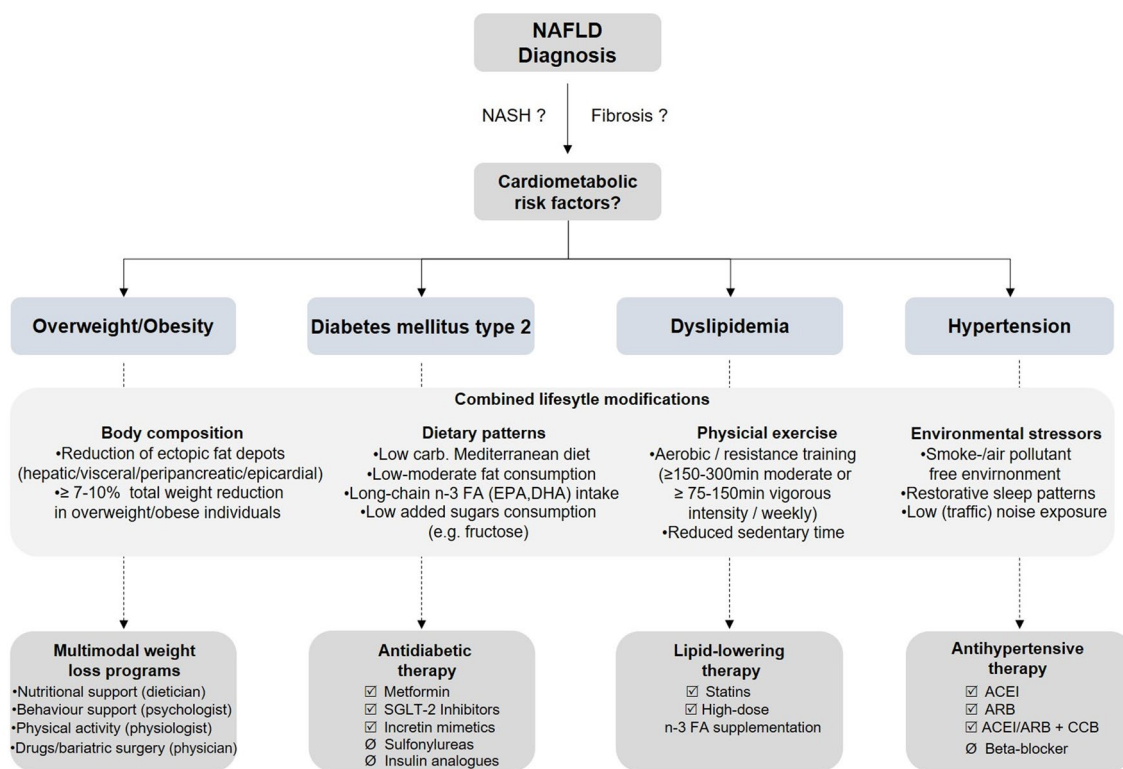 NAFLD
Diagnosis
NASH ?
Fibrosis ?
Cardiometabolic
risk factors?
Overweight/Obesity
Diabetes mellitus type 2
Dyslipidemia
Hypertension
Combined lifesytle modifications
Body composition
•Reduction of ectopic fat depots
(hepatic/visceral/peripancreatic/epicardial)
•≥ 7-10% total weight reduction
in overweight/obese individuals
Dietary patterns
•Low carb. Mediterranean diet
•Low-moderate fat consumption
•Long-chain n-3 FA (EPA,DHA) intake
•Low added sugars consumption
(e.g. fructose)
Physicial exercise
•Aerobic / resistance training
(≥150-300min moderate or
≥ 75-150min vigorous
intensity / weekly)
•Reduced sedentary time
Environmental stressors
•Smoke-/air pollutant
free envirnonment
•Restorative sleep patterns
•Low (traffic) noise exposure
Multimodal weight
loss programs
•Nutritional support (dietician)
•Behaviour support (psychologist)
•Physical activity (physiologist)
•Drugs/bariatric surgery (physician)
Antidiabetic
therapy
☑ Metformin
☑ SGLT-2 Inhibitors
☑ Incretin mimetics
Ø Sulfonylureas
Ø Insulin analogues
Lipid-lowering
therapy
☑ Statins
☑ High-dose
n-3 FA supplementation
Antihypertensive
therapy
☑ ACEI
☑ ARB
☑ ACEI/ARB + CCB
Ø Beta-blocker